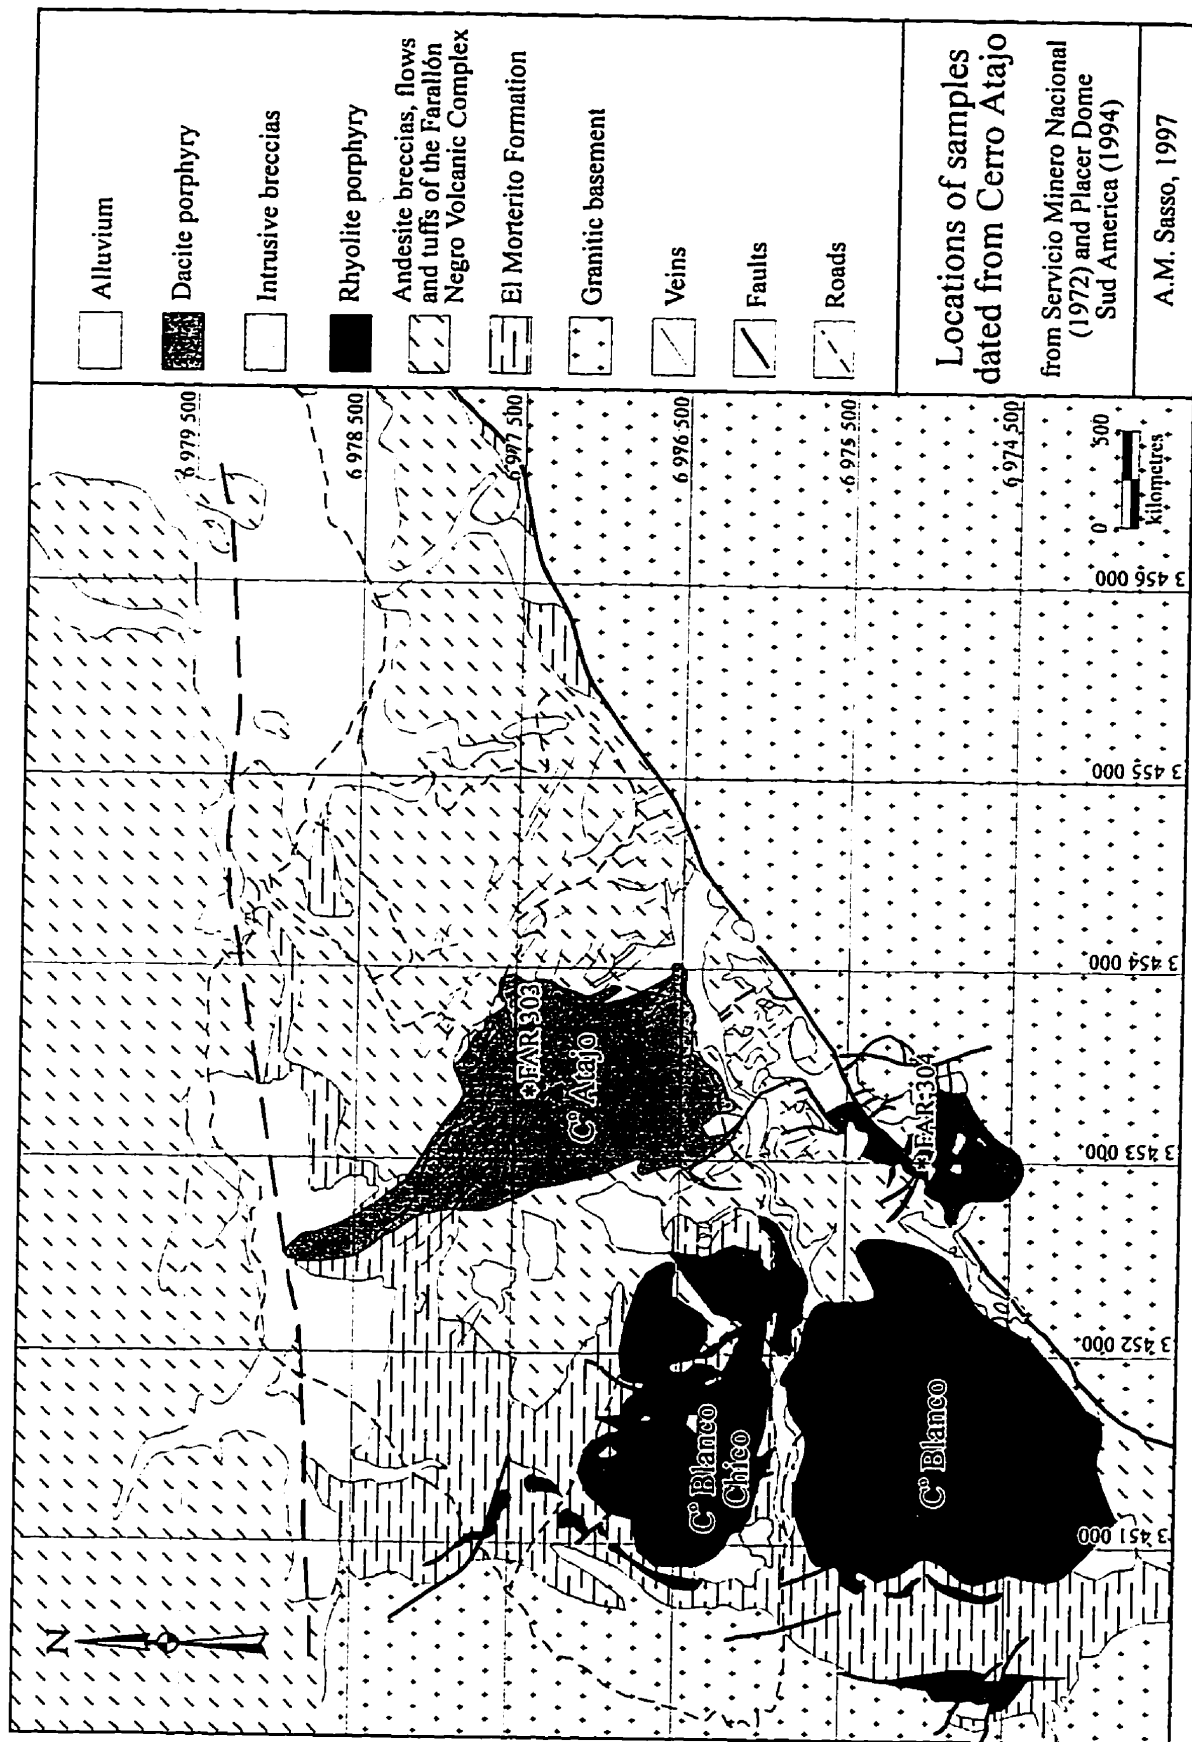 Alluvium
Dacite porphyry
Intrusive breccias
Rhyolite porphyry
Andesite breccias, flows
and tuffs of the Farallón
Negro Volcanic Complex
El Morterito Formation
Granitic basement
Veins
Faults
Roads
Locations of samples
dated from Cerro Atajo
from Servicio Minero Nacional
(1972) and Placer Dome
Sud America (1994)
A.M. Sasso, 1997
N
6 979 500
6 978 500
6 977 500
6 976 500
6 975 500
6 974 500
0 500
kilometres
3 451 000
3 452 000
3 453 000
3 454 000
3 455 000
3 456 000
FAR 303
Cº Atajo
FAR 304
Cº Blanco
Chico
Cº Blanco